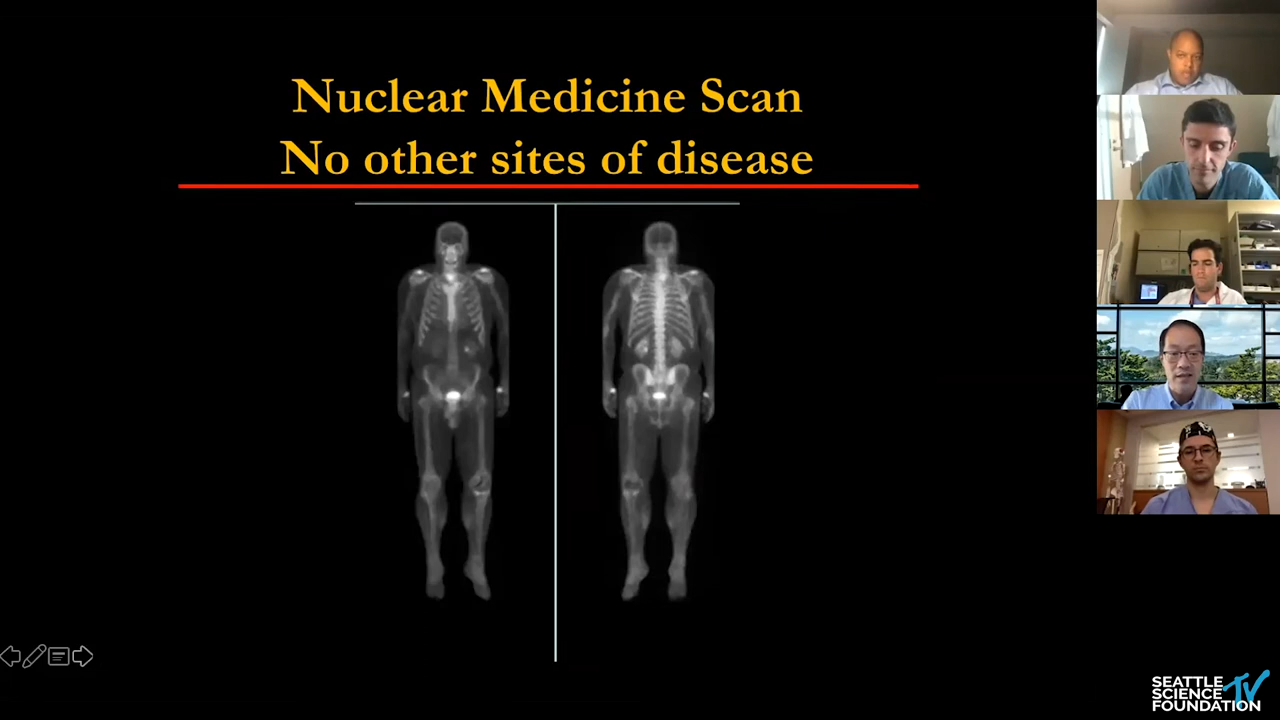 Nuclear Medicine Scan
No other sites of disease
SEATTLE
SCIENCE TV
FOUNDATION